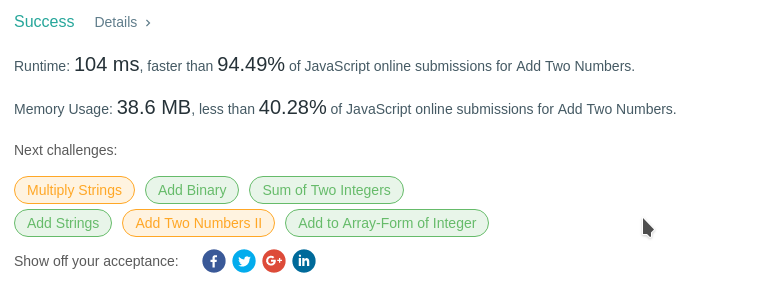 Success Details >
Runtime: 104 ms, faster than 94.49% of JavaScript online submissions for Add Two Numbers.
Memory Usage: 38.6 MB, less than 40.28% of JavaScript online submissions for Add Two Numbers.
Next challenges:
Multiply Strings Add Binary Sum of Two Integers
Add Strings Add Two Numbers II Add to Array-Form of Integer
Show off your acceptance: f G+ in